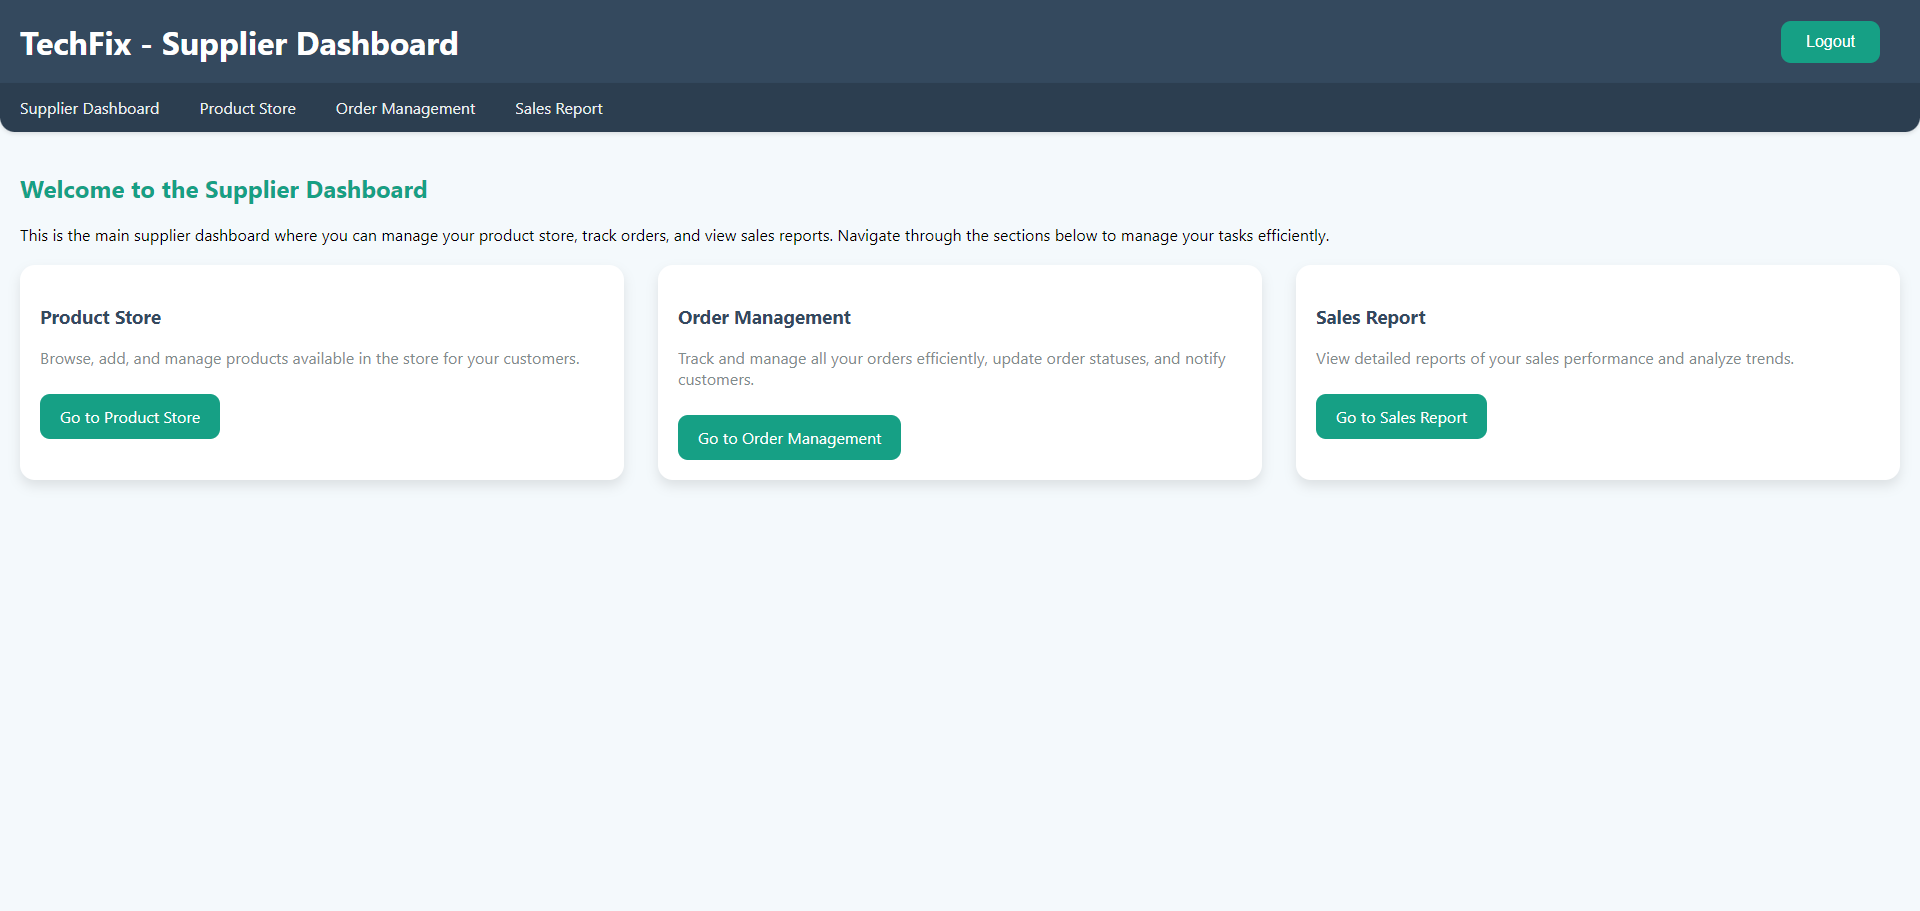 TechFix - Supplier Dashboard
Logout
Supplier Dashboard
Product Store
Order Management
Sales Report
Welcome to the Supplier Dashboard
This is the main supplier dashboard where you can manage your product store, track orders, and view sales reports. Navigate through the sections below to manage your tasks efficiently.
Product Store
Browse, add, and manage products available in the store for your customers.
Go to Product Store
Order Management
Track and manage all your orders efficiently, update order statuses, and notify
customers.
Go to Order Management
Sales Report
View detailed reports of your sales performance and analyze trends.
Go to Sales Report